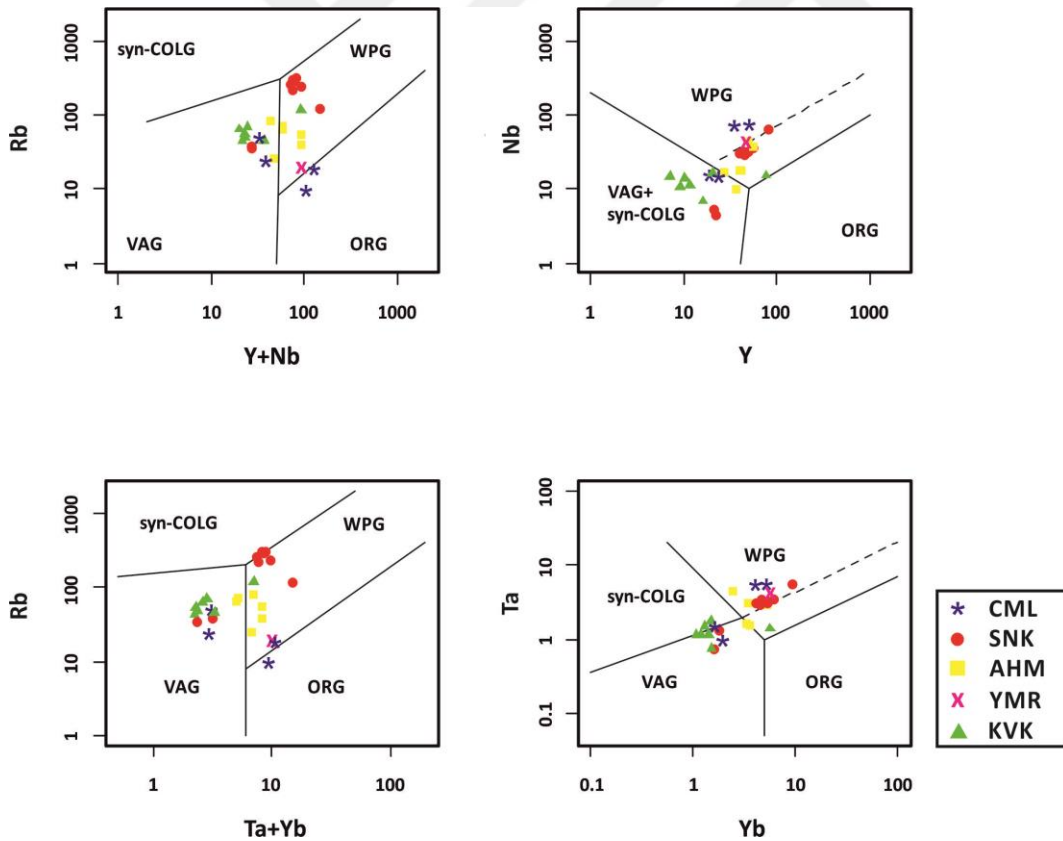 syn-COLG
WPG
VAG
ORG
Rb
1 10 100 1000
1 10 100 1000
Y+Nb
WPG
VAG+
syn-COLG
ORG
Nb
1 10 100 1000
1 10 100 1000
Y
syn-COLG
WPG
VAG
ORG
Rb
1 10 100 1000
1 10 100
Ta+Yb
WPG
syn-COLG
VAG
ORG
Ta
0.1 1 10 100
0.1 1 10 100
Yb
* CML
SNK
AHM
X YMR
KVK